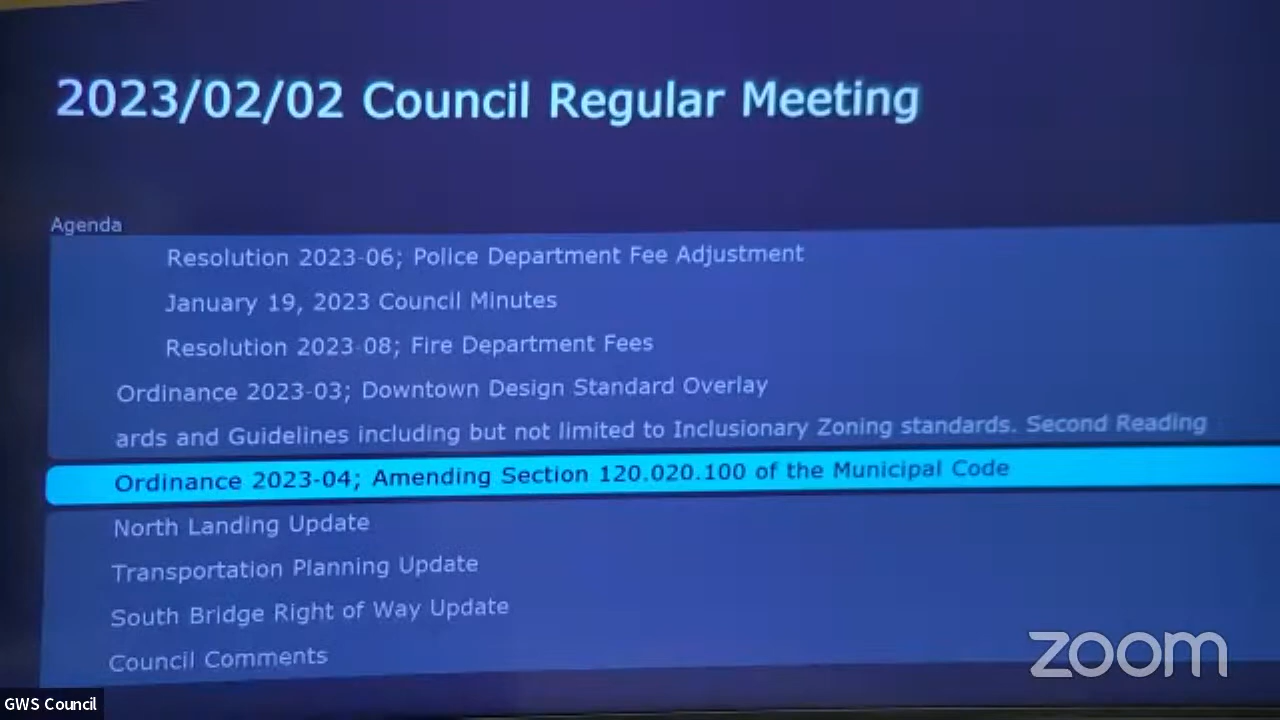 2023/02/02 Council Regular Meeting
Agenda
Resolution 2023-06; Police Department Fee Adjustment
January 19, 2023 Council Minutes
Resolution 2023-08; Fire Department Fees
Ordinance 2023-03; Downtown Design Standard Overlay
ards and Guidelines including but not limited to Inclusionary Zoning standards. Second Reading
Ordinance 2023-04; Amending Section 120.020.100 of the Municipal Code
North Landing Update
Transportation Planning Update
South Bridge Right of Way Update
Council Comments
zoom
GWS Council